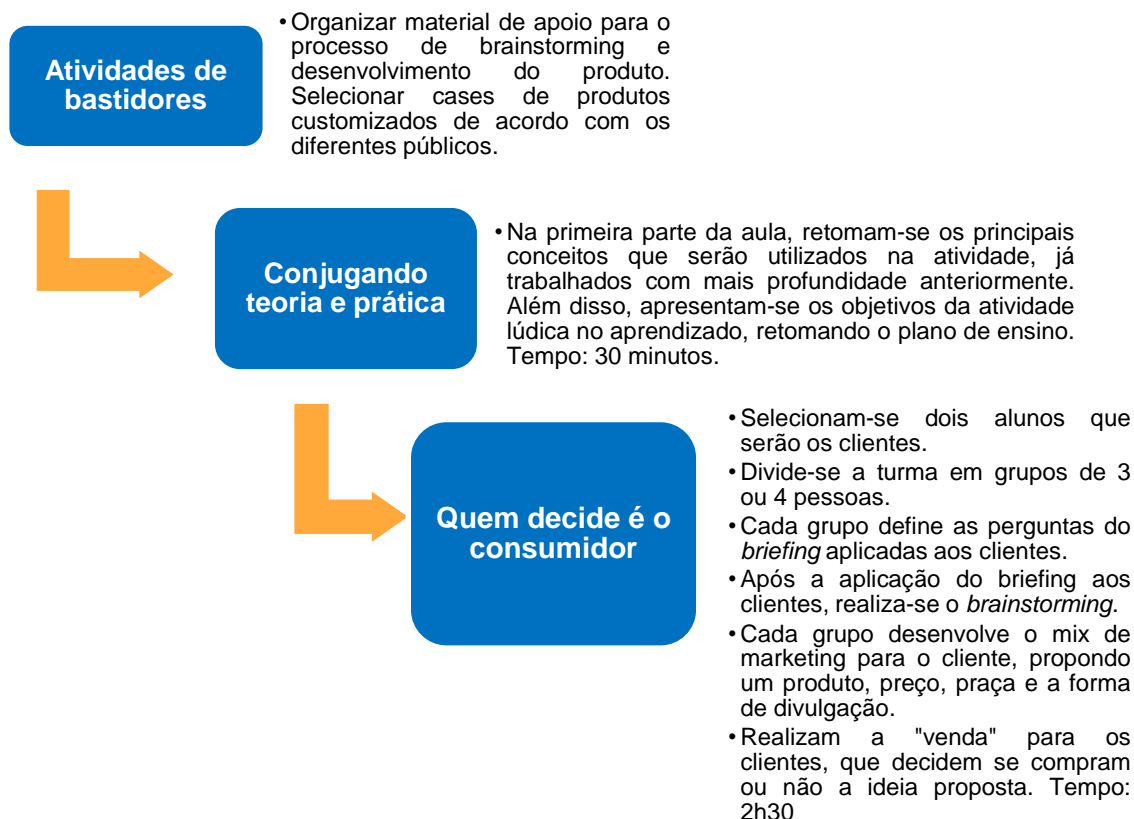 Atividades de
bastidores
•Organizar material de apoio para o
processo de brainstorming e
desenvolvimento do produto.
Selecionar cases de produtos
customizados de acordo com os
diferentes públicos.
Conjugando
teoria e prática
•Na primeira parte da aula, retomam-se os principais
conceitos que serão utilizados na atividade, já
trabalhados com mais profundidade anteriormente.
Além disso, apresentam-se os objetivos da atividade
lúdica no aprendizado, retomando o plano de ensino.
Tempo: 30 minutos.
Quem decide é o
consumidor
•Selecionam-se dois alunos que
serão os clientes.
•Divide-se a turma em grupos de 3
ou 4 pessoas.
•Cada grupo define as perguntas do
briefing aplicadas aos clientes.
•Após a aplicação do briefing aos
clientes, realiza-se o brainstorming.
•Cada grupo desenvolve o mix de
marketing para o cliente, propondo
um produto, preço, praça e a forma
de divulgação.
•Realizam a "venda" para os
clientes, que decidem se compram
ou não a ideia proposta. Tempo:
2h30